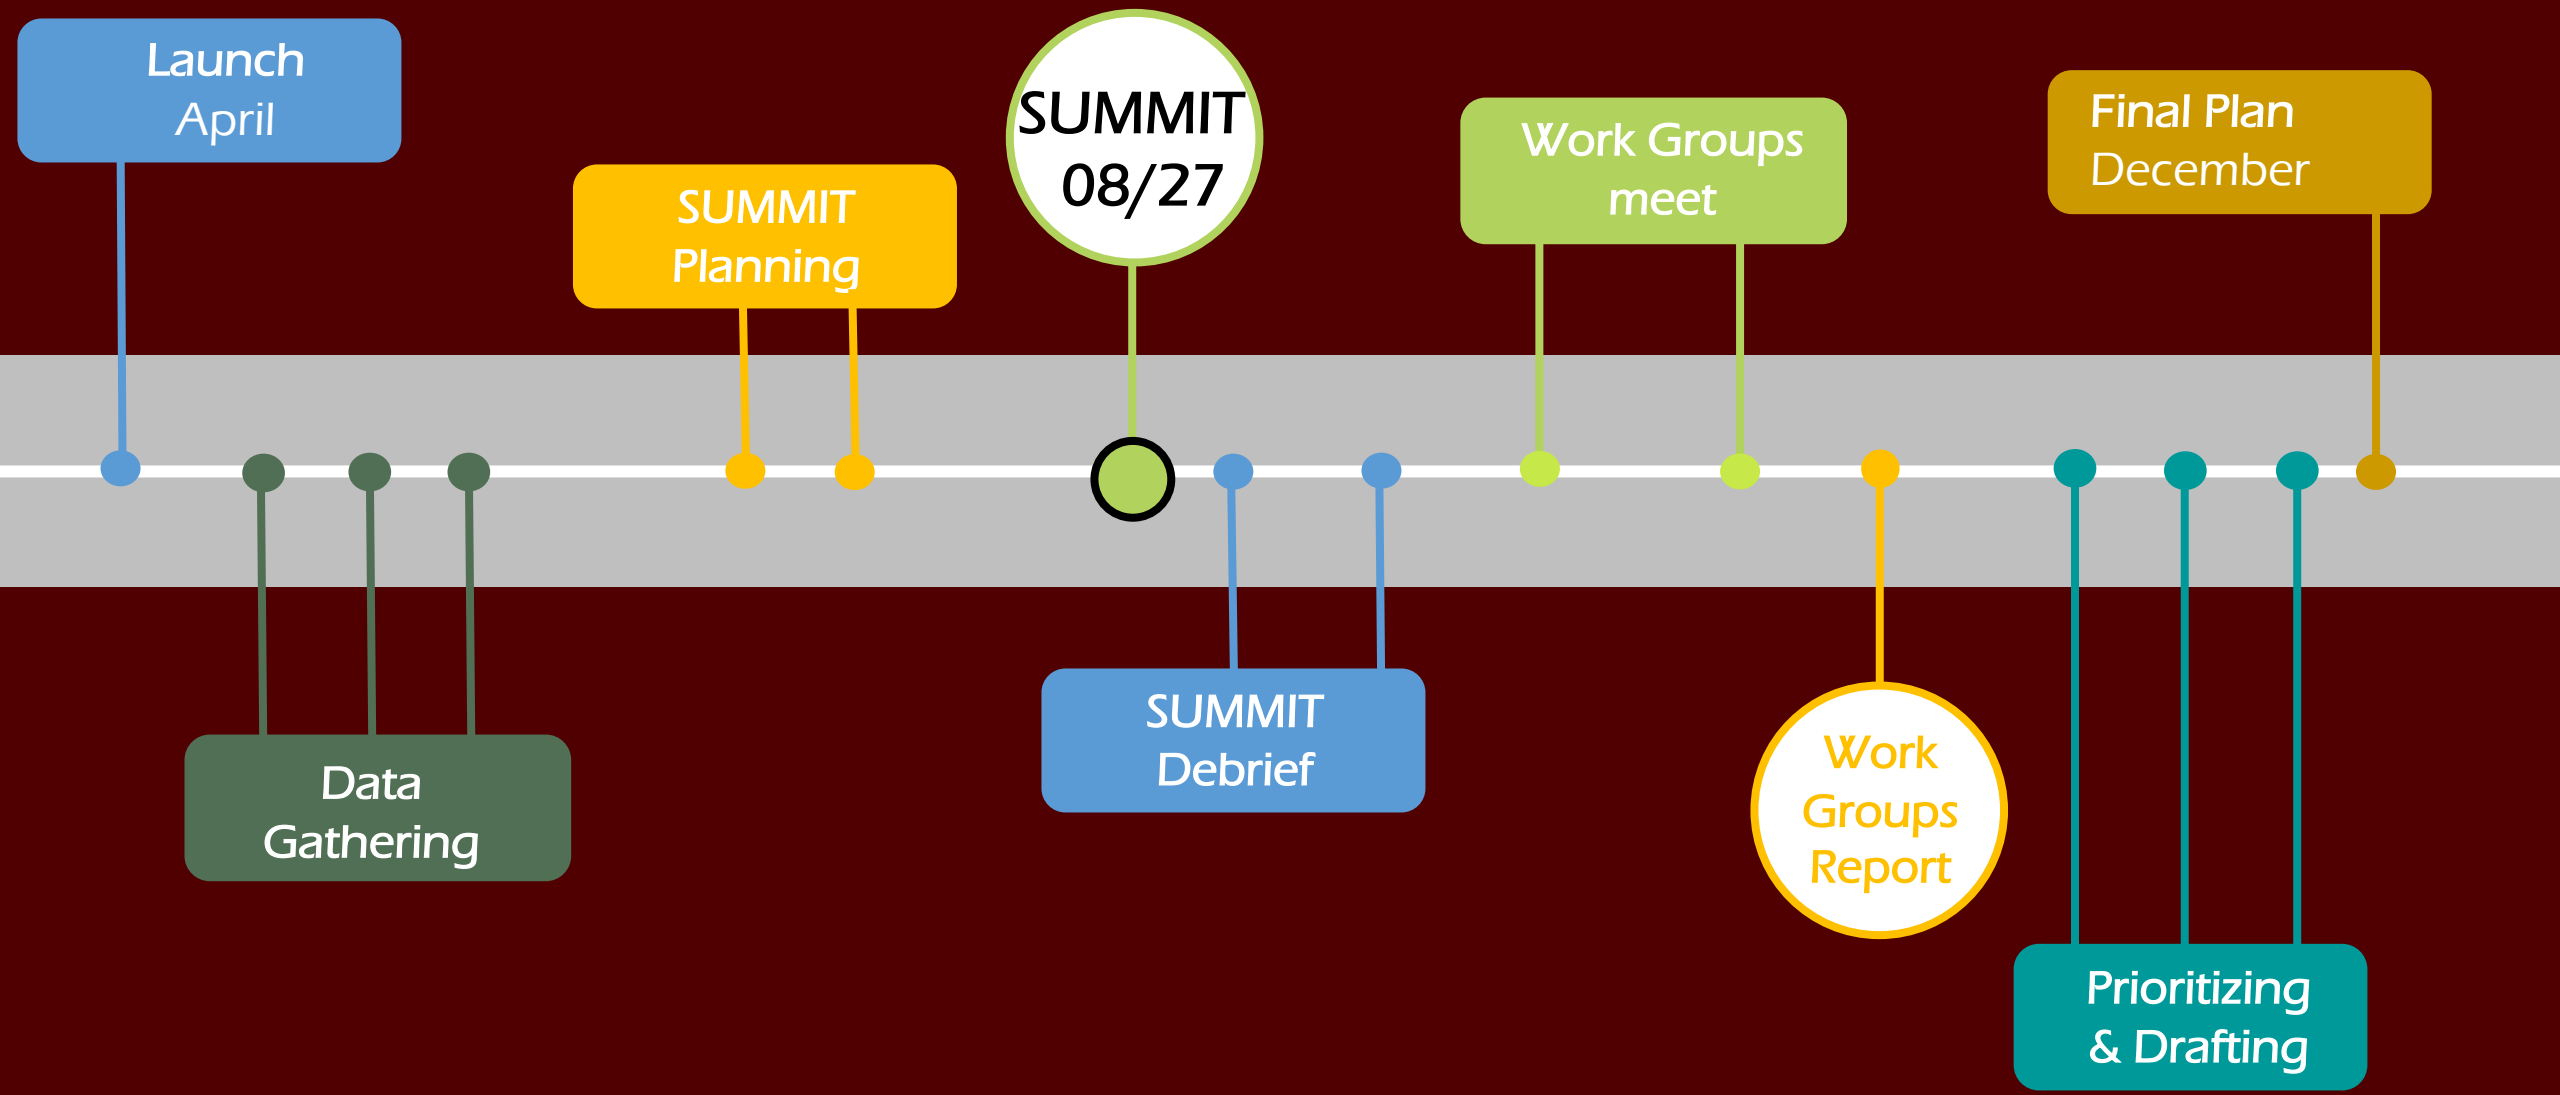 Launch
April
SUMMIT
Planning
SUMMIT
08/27
Work Groups
meet
Final Plan
December
Data
Gathering
SUMMIT
Debrief
Work
Groups
Report
Prioritizing
& Drafting